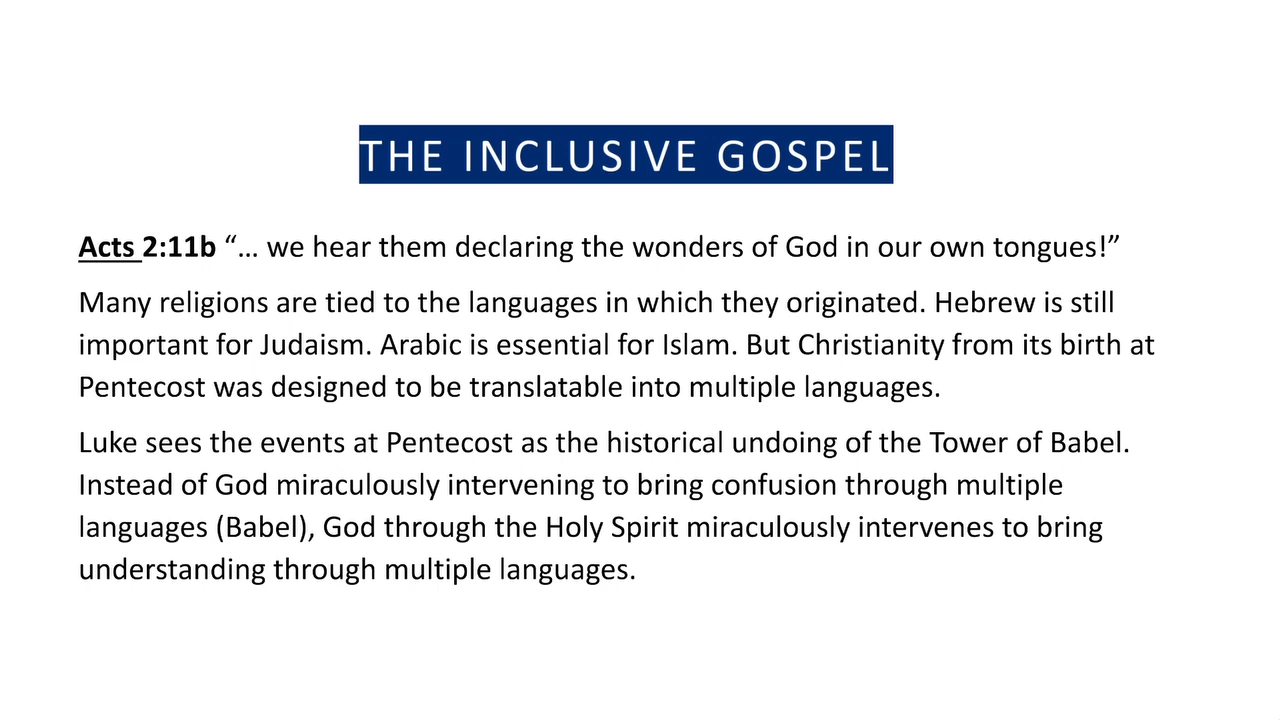 THE INCLUSIVE GOSPEL
Acts 2:11b “… we hear them declaring the wonders of God in our own tongues!”
Many religions are tied to the languages in which they originated. Hebrew is still
important for Judaism. Arabic is essential for Islam. But Christianity from its birth at
Pentecost was designed to be translatable into multiple languages.
Luke sees the events at Pentecost as the historical undoing of the Tower of Babel.
Instead of God miraculously intervening to bring confusion through multiple
languages (Babel), God through the Holy Spirit miraculously intervenes to bring
understanding through multiple languages.